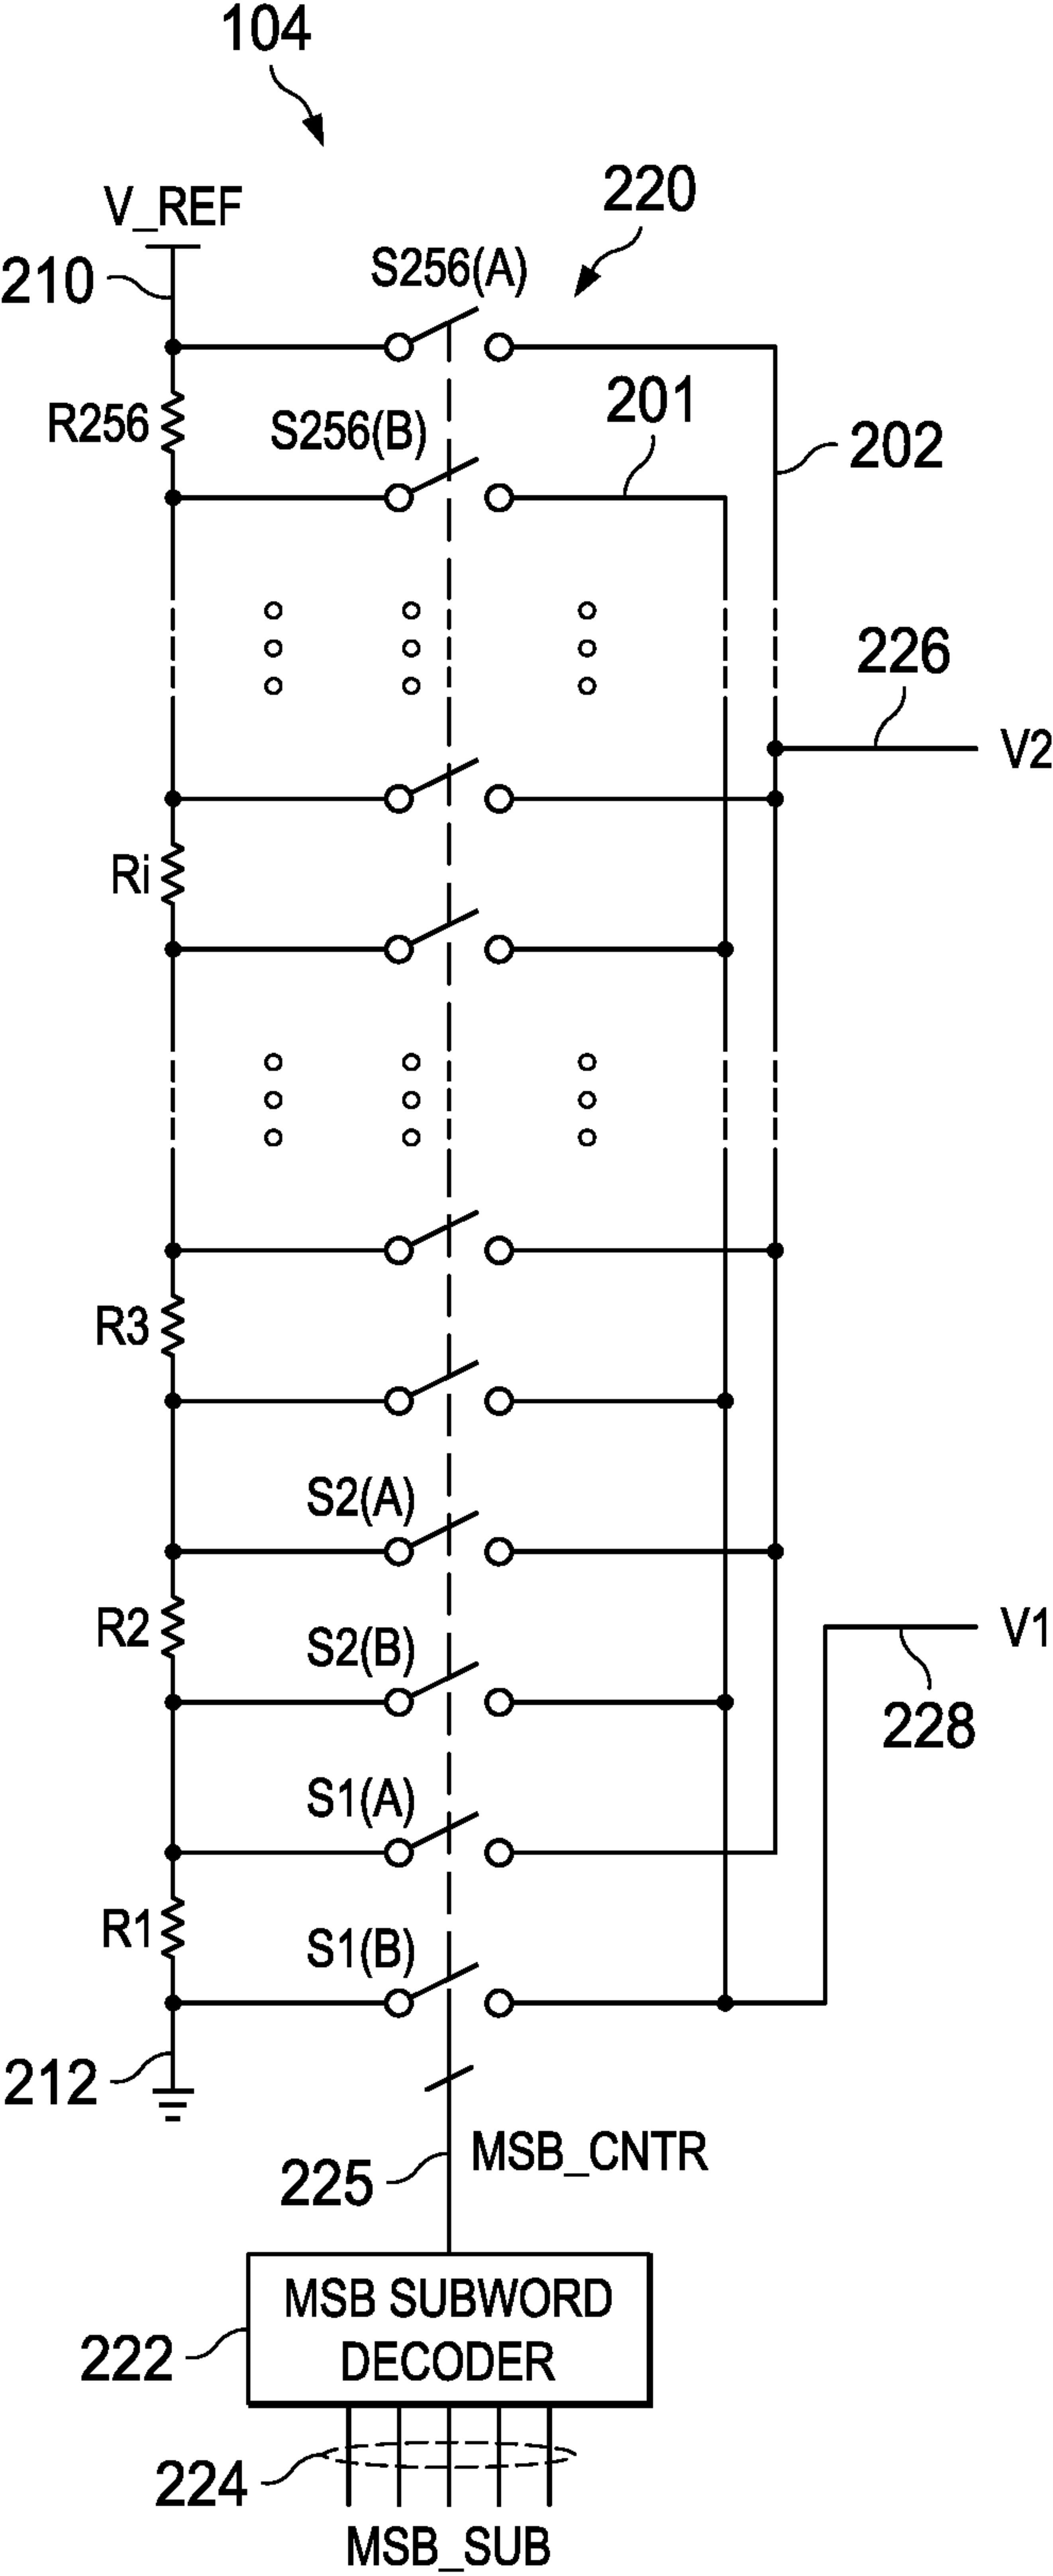 104
V_REF
220
210
S256(A)
R256
S256(B)
201
202
226
V2
Ri
R3
S2(A)
R2
S2(B)
V1
228
S1(A)
R1
S1(B)
212
MSB_CNTR
225
MSB SUBWORD
DECODER
222
224
MSB_SUB